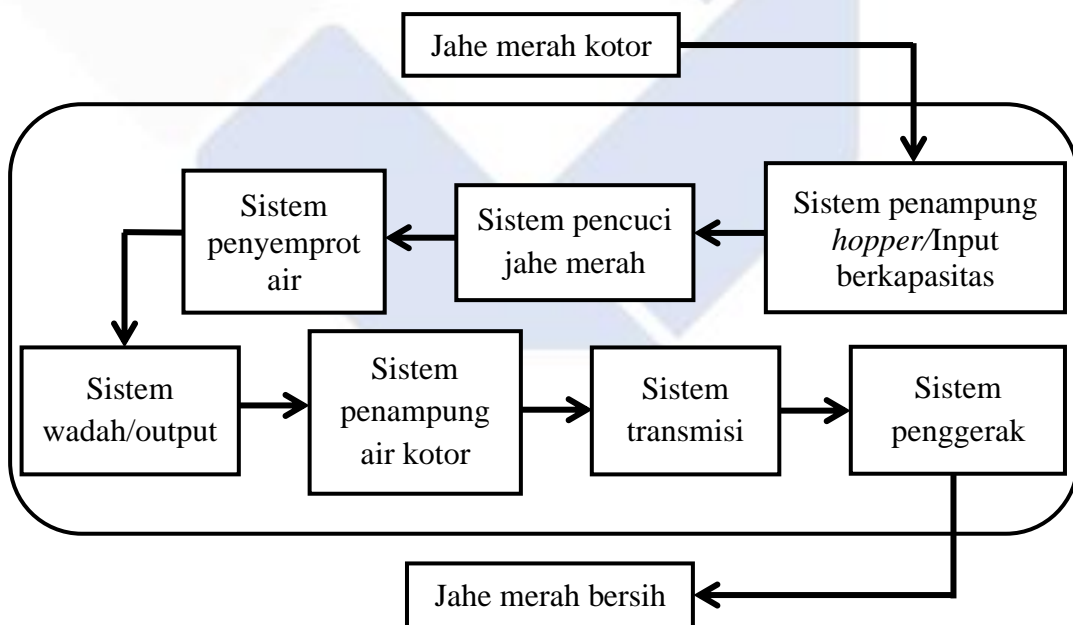 Jahe merah kotor
Sistem penampung
hopper/Input
berkapasitas
Sistem pencuci
jahe merah
Sistem
penyemprot
air
Sistem
wadah/output
Sistem
penampung
air kotor
Sistem
transmisi
Sistem
penggerak
Jahe merah bersih